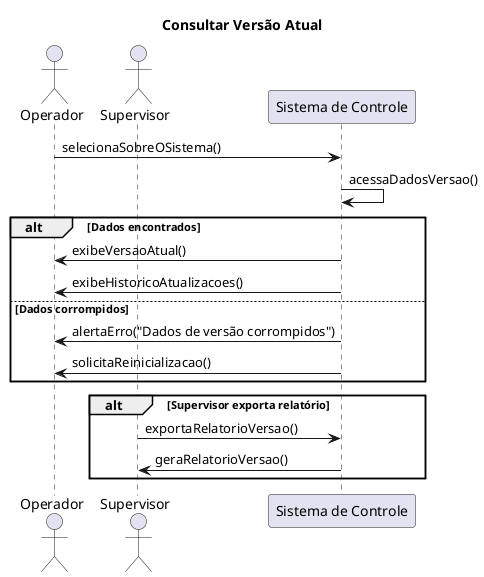 Consultar Versão Atual
Operador
Supervisor
Sistema de Controle
selecionaSobreOSistema()
acessaDadosVersao()
alt [Dados encontrados]
exibeVersaoAtual()
exibeHistoricoAtualizacoes()
[Dados corrompidos]
alertaErro("Dados de versão corrompidos")
solicitaReinicializacao()
alt [Supervisor exporta relatório]
exportaRelatorioVersao()
geraRelatorioVersao()
Operador
Supervisor
Sistema de Controle